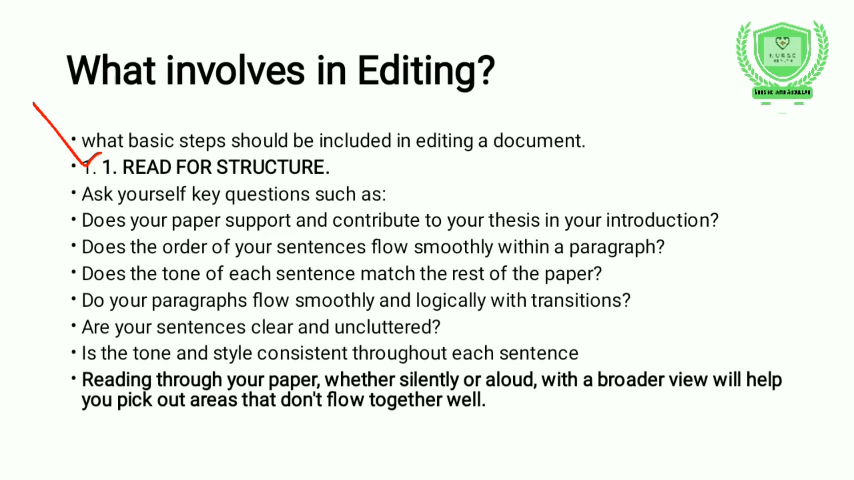 What involves in Editing?
NURSE
• what basic steps should be included in editing a document.
• 1. 1. READ FOR STRUCTURE.
• Ask yourself key questions such as:
• Does your paper support and contribute to your thesis in your introduction?
• Does the order of your sentences flow smoothly within a paragraph?
• Does the tone of each sentence match the rest of the paper?
• Do your paragraphs flow smoothly and logically with transitions?
• Are your sentences clear and uncluttered?
• Is the tone and style consistent throughout each sentence
• Reading through your paper, whether silently or aloud, with a broader view will help
you pick out areas that don't flow together well.